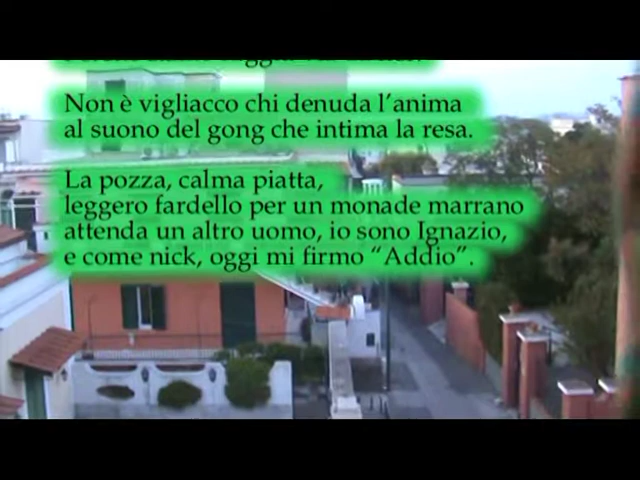 Non è vigliacco chi denuda l’anima
al suono del gong che intima la resa.
La pozza, calma piatta,
leggero fardello per un monade marrano
attenda un altro uomo, io sono Ignazio,
e come nick, oggi mi firmo “Addio”.